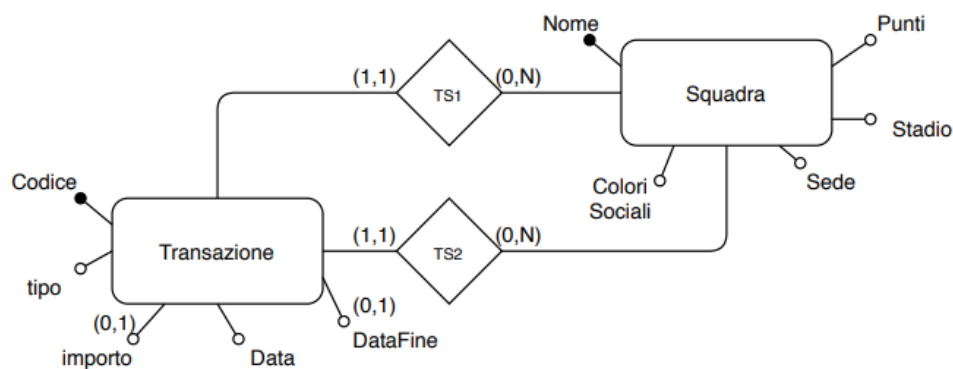 Nome
Punti
(1,1)
(0,N)
TS1
Squadra
Stadio
Codice
Colori
Sociali
Sede
(1,1)
(0,N)
Transazione
TS2
tipo
(0,1)
(0,1)
importo
Data
DataFine